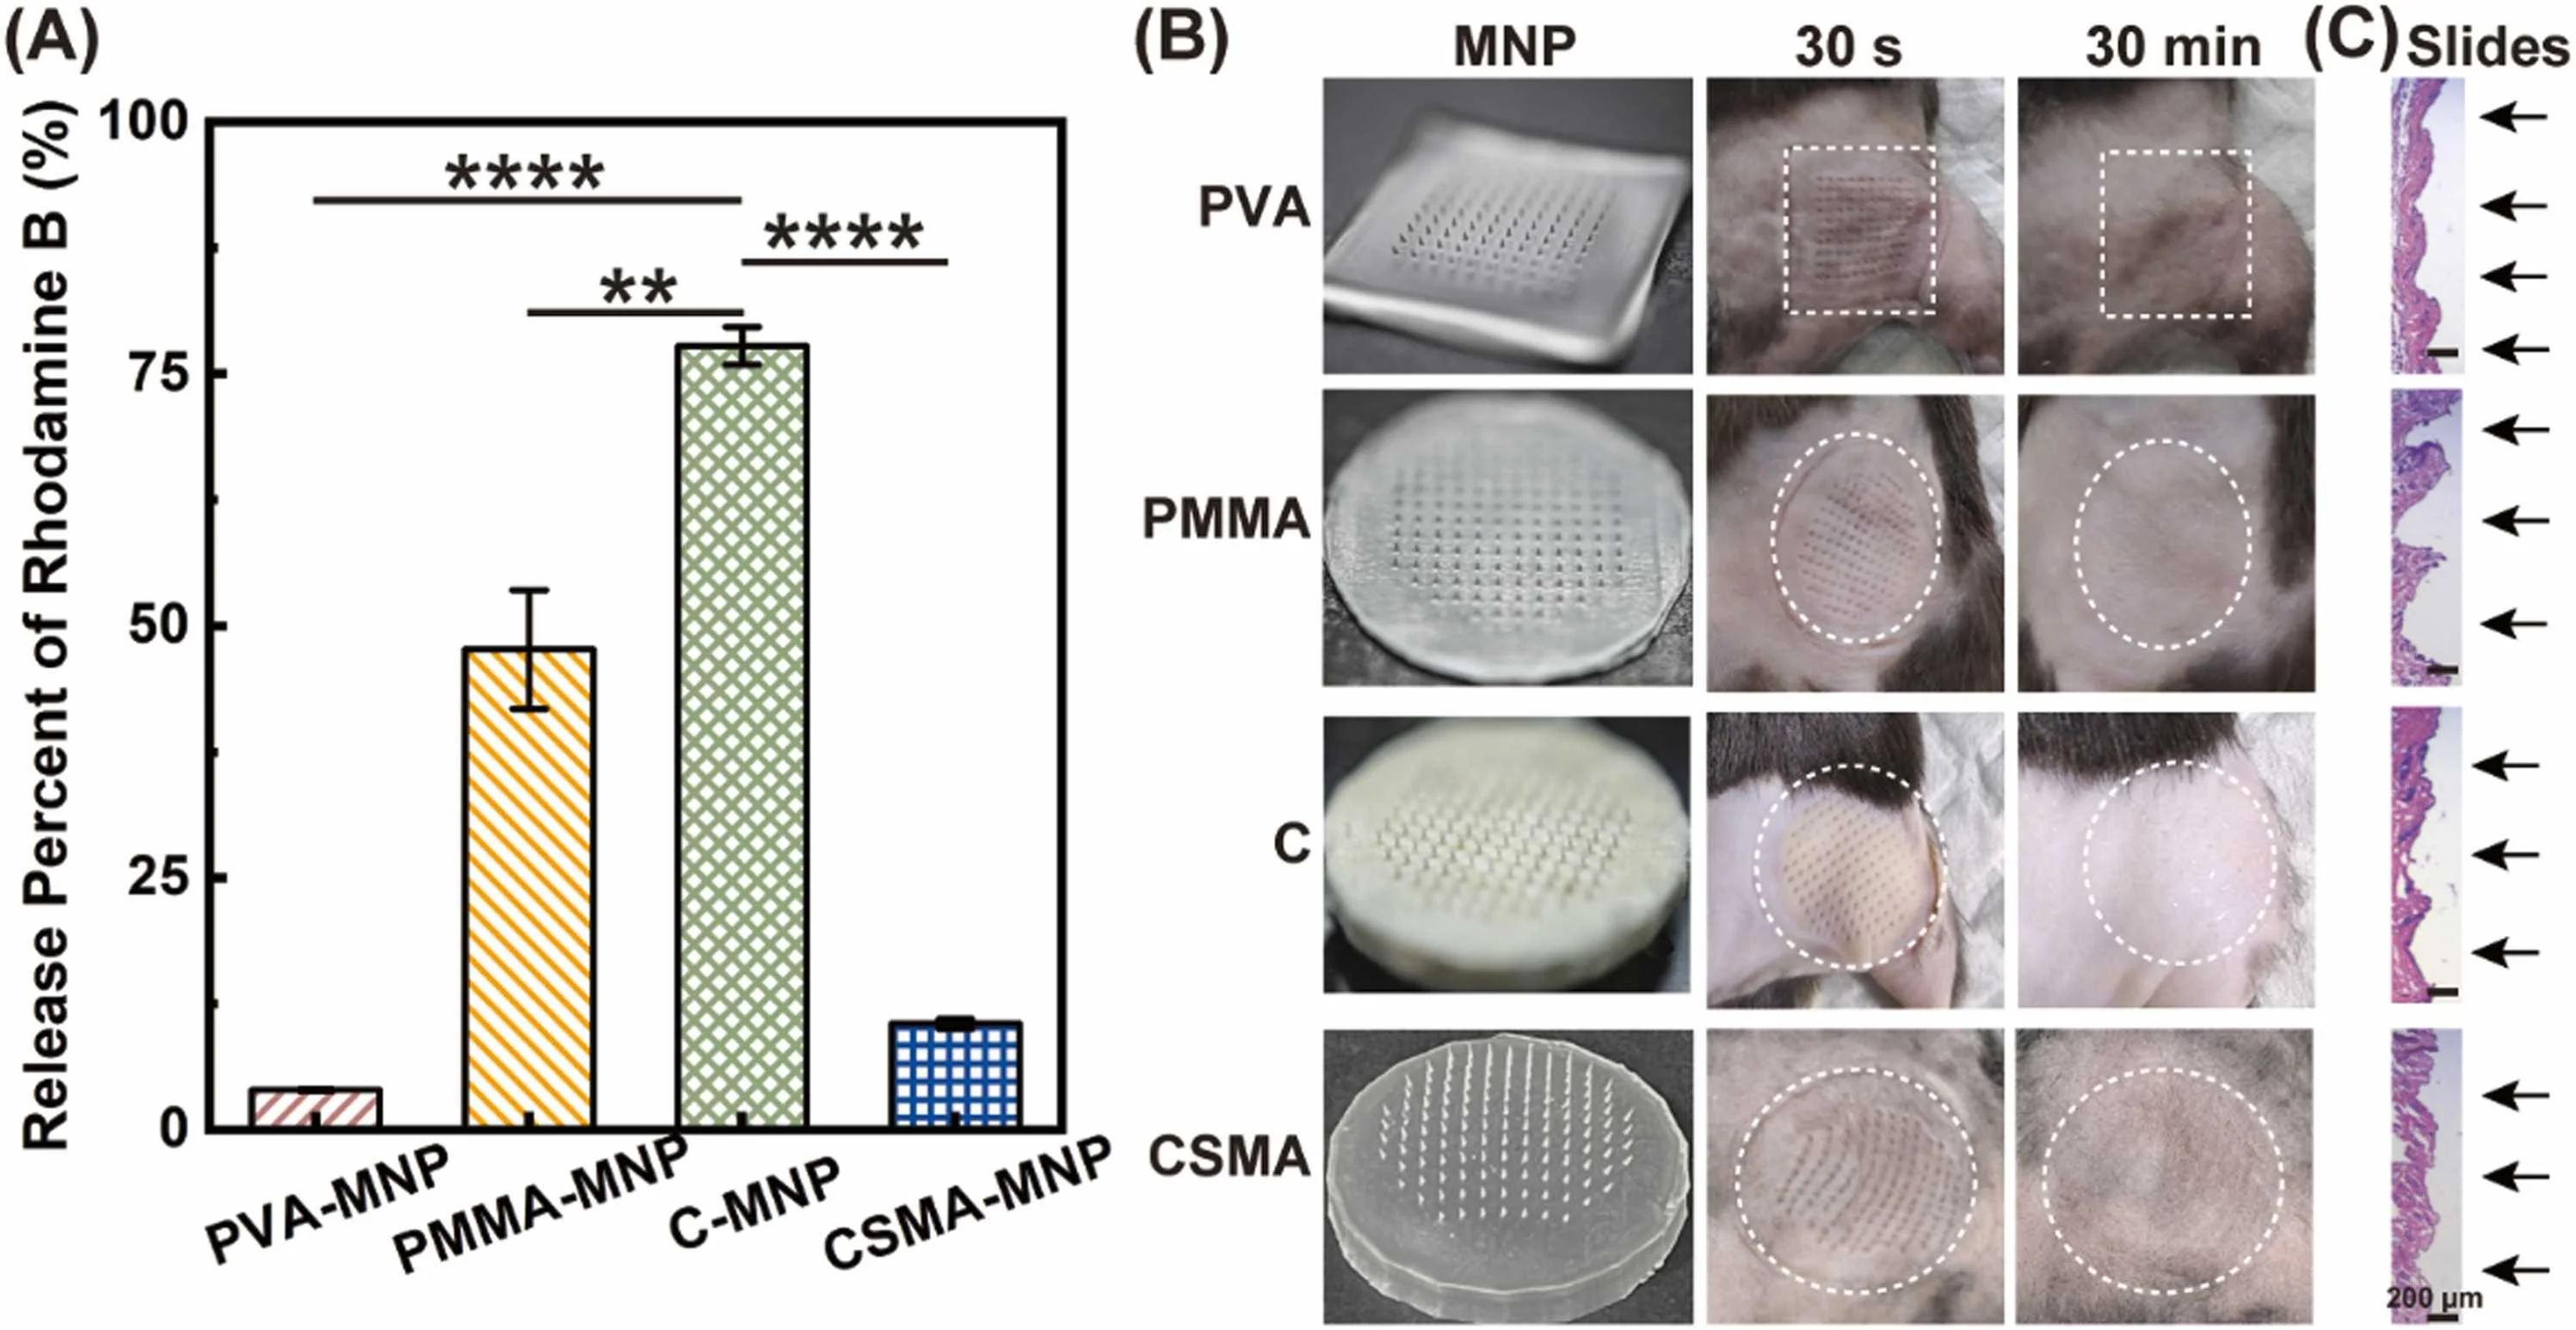 (A)
Release Percent of Rhodamine B (%)
100
75
50
25
0
****
****
**
PVA-MNP
PMMA-MNP
C-MNP
CSMA-MNP
(B)
MNP
30 s
30 min
PVA
PMMA
C
CSMA
(C)
Slides
200 μm